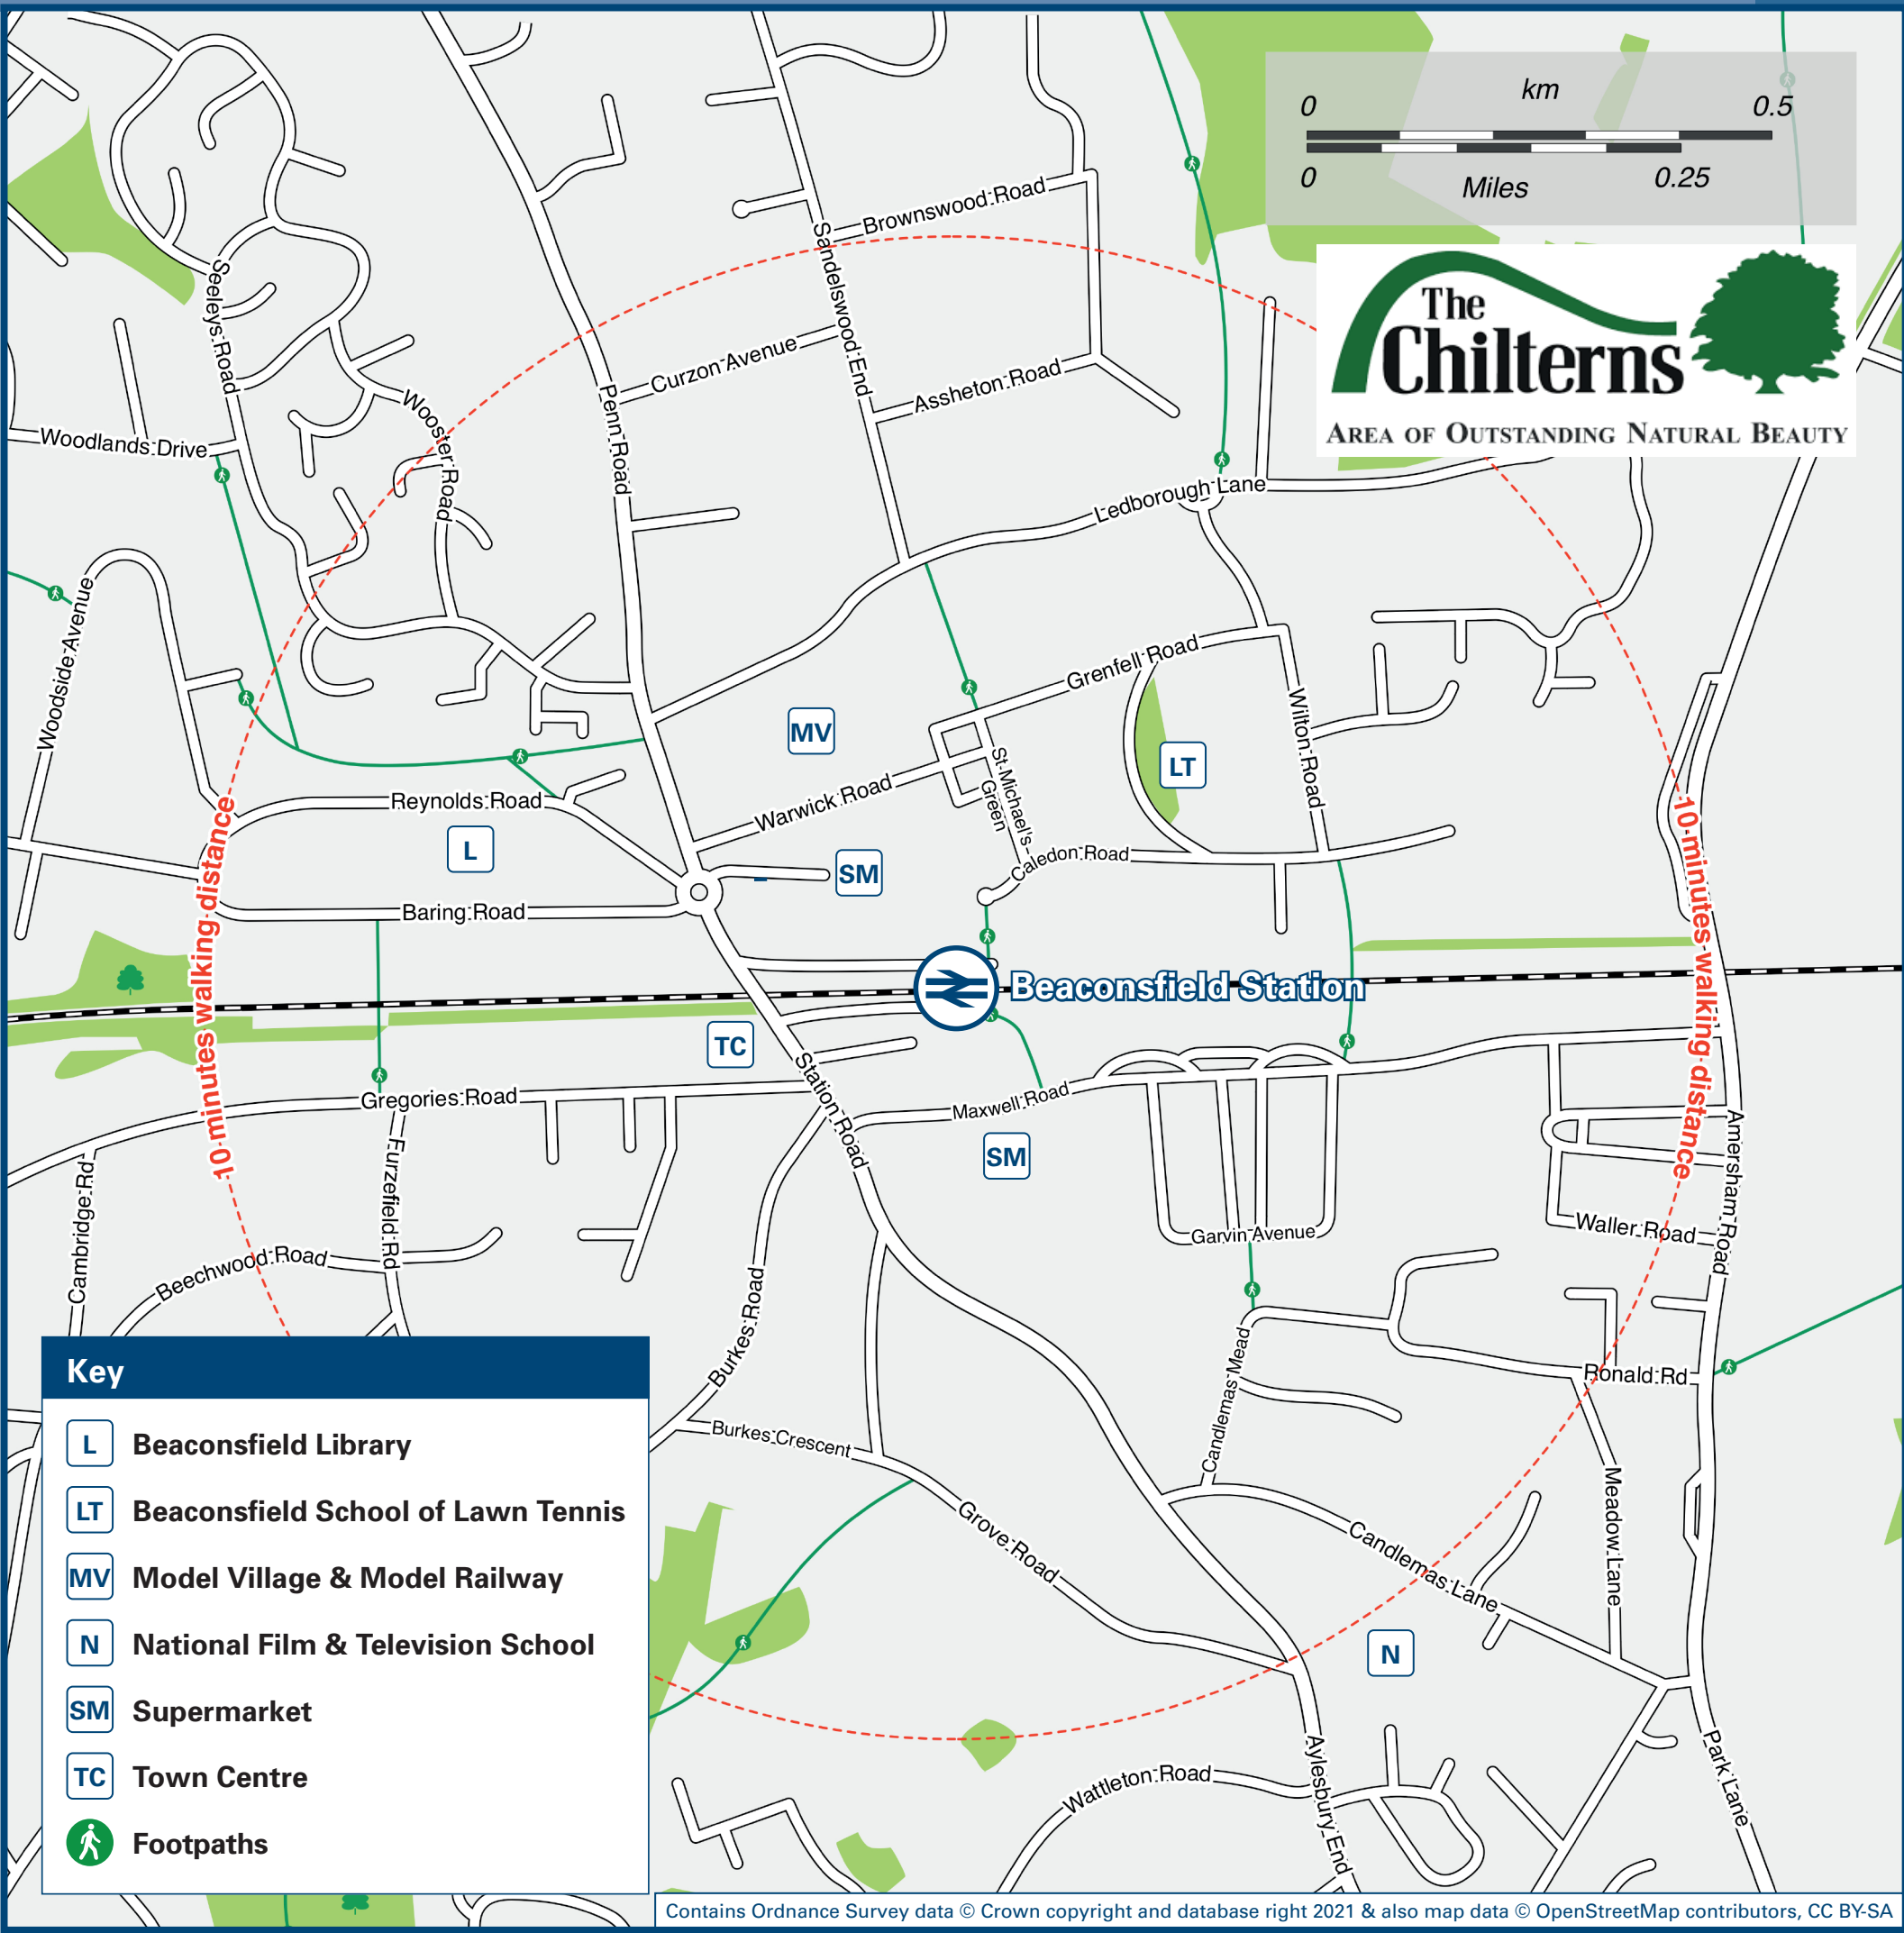 km
0
0.5
0
Miles
0.25
The
Chilterns
AREA OF OUTSTANDING NATURAL BEAUTY
Brownswood Road
Sandelswood End
Seeleys Road
Curzon Avenue
Assheton Road
Penn Road
Wooster Road
Woodlands Drive
Ledborough Lane
Woodside Avenue
Grenfell Road
Wilton Road
MV
LT
St Michael's
Green
Warwick Road
Reynolds Road
L
SM
Caledon Road
Baring Road
10 minutes walking distance
10 minutes walking distance
Beaconsfield Station
TC
Station Road
Gregories Road
Maxwell Road
SM
Furzefield Rd
Cambridge Rd
Amersham Road
Waller Road
Garvin Avenue
Beechwood Road
Burkes Road
Candlemas Mead
Ronald Rd
Burkes Crescent
Meadow Lane
Grove Road
Candlemas Lane
N
Aylesbury End
Park Lane
Wattleton Road
Key
L Beaconsfield Library
LT Beaconsfield School of Lawn Tennis
MV Model Village & Model Railway
N National Film & Television School
SM Supermarket
TC Town Centre
Footpaths
Contains Ordnance Survey data © Crown copyright and database right 2021 & also map data © OpenStreetMap contributors, CC BY-SA